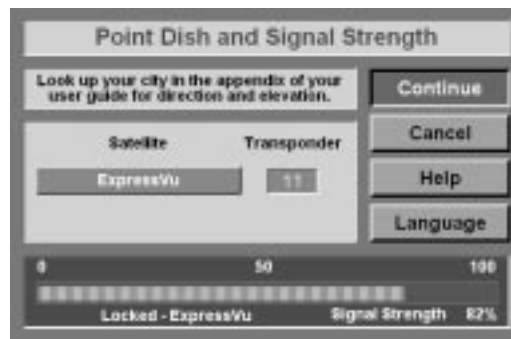 Point Dish and Signal Strength
Look up your city in the appendix of your
user guide for direction and elevation.
Continue
Satellite Transponder
Cancel
ExpressVu 11
Help
Language
0 50 100
Locked - ExpressVu Signal Strength 82%